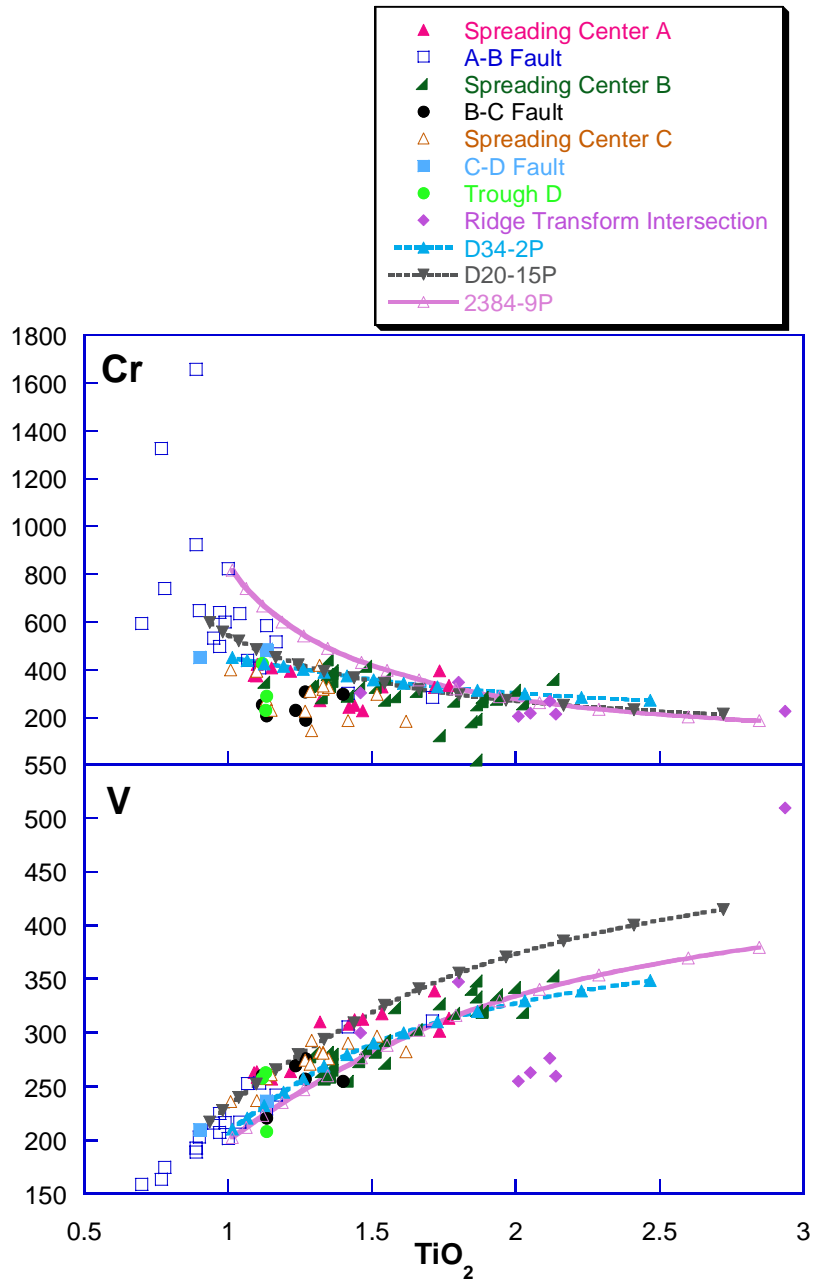 Spreading Center A
A-B Fault
Spreading Center B
B-C Fault
Spreading Center C
C-D Fault
Trough D
Ridge Transform Intersection
D34-2P
D20-15P
2384-9P
1800
Cr
1600
1400
1200
1000
800
600
400
200
550
V
500
450
400
350
300
250
200
150
0.5 1 1.5 2 2.5 3
TiO₂